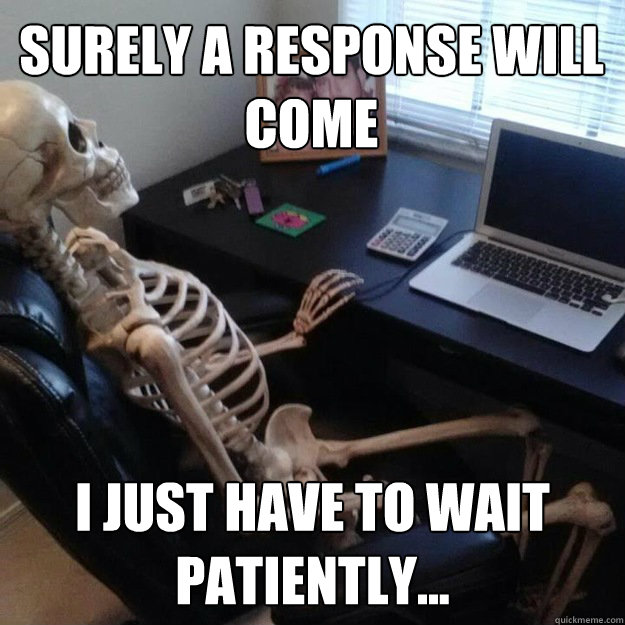 SURELY A RESPONSE WILL
COME
I JUST HAVE TO WAIT
PATIENTLY...
quickmeme.com